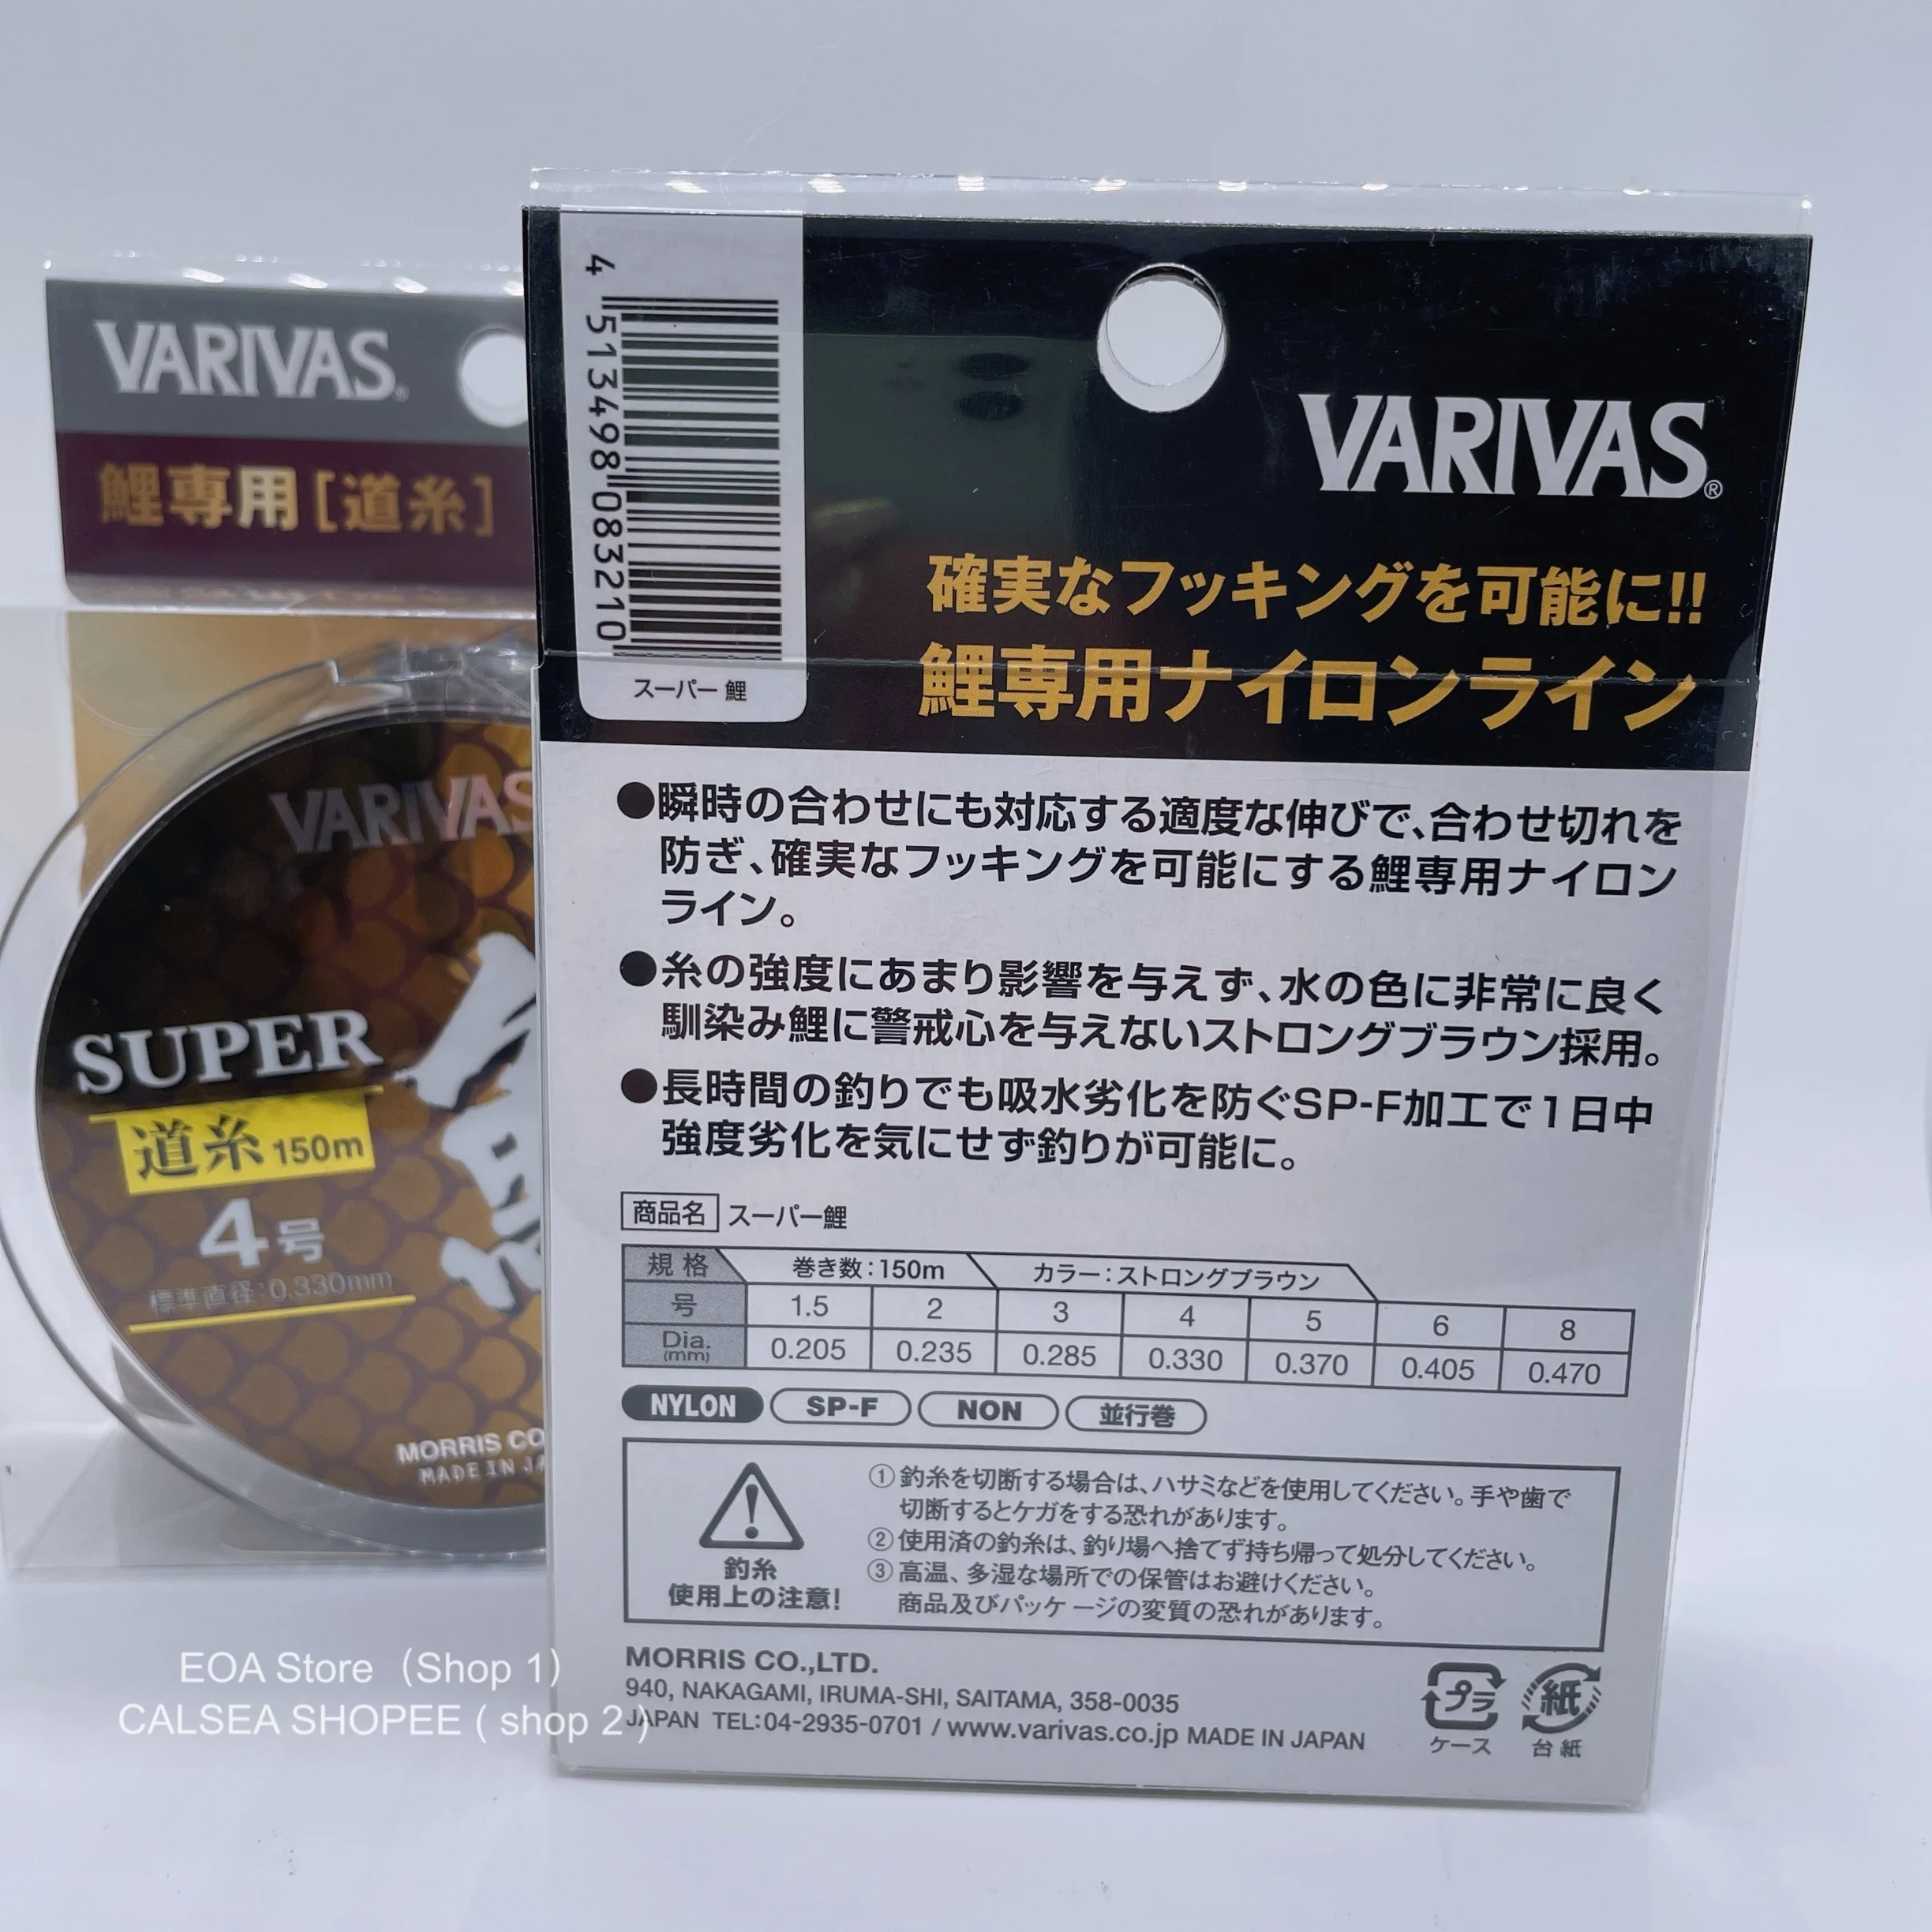 VARIVAS
鯉専用[道糸]
VARIVAS
SUPER
道糸150m
4号
標準直径:0.330mm
MORRIS CO
MADE IN JA
4 513498 083210
スーパー 鯉
VARIVAS®
確実なフッキングを可能に!!
鯉専用ナイロンライン
●瞬時の合わせにも対応する適度な伸びで、合わせ切れを
防ぎ、確実なフッキングを可能にする鯉専用ナイロン
ライン。
●糸の強度にあまり影響を与えず、水の色に非常に良く
馴染み鯉に警戒心を与えないストロングブラウン採用。
●長時間の釣りでも吸水劣化を防ぐSP-F加工で1日中
強度劣化を気にせず釣りが可能に。
商品名 スーパー鯉
規格 巻き数:150m カラー:ストロングブラウン
号 1.5 2 3 4 5 6 8
Dia.(mm) 0.205 0.235 0.285 0.330 0.370 0.405 0.470
NYLON SP-F NON 並行巻
釣糸
使用上の注意!
①釣糸を切断する場合は、ハサミなどを使用してください。手や歯で
切断するとケガをする恐れがあります。
②使用済の釣糸は、釣り場へ捨てず持ち帰って処分してください。
③高温、多湿な場所での保管はお避けください。
商品及びパッケージの変質の恐れがあります。
MORRIS CO.,LTD.
940, NAKAGAMI, IRUMA-SHI, SAITAMA, 358-0035
JAPAN TEL:04-2935-0701 / www.varivas.co.jp MADE IN JAPAN
プラ
ケース
紙
台紙
EOA Store（Shop 1）
CALSEA SHOPEE ( shop 2 )